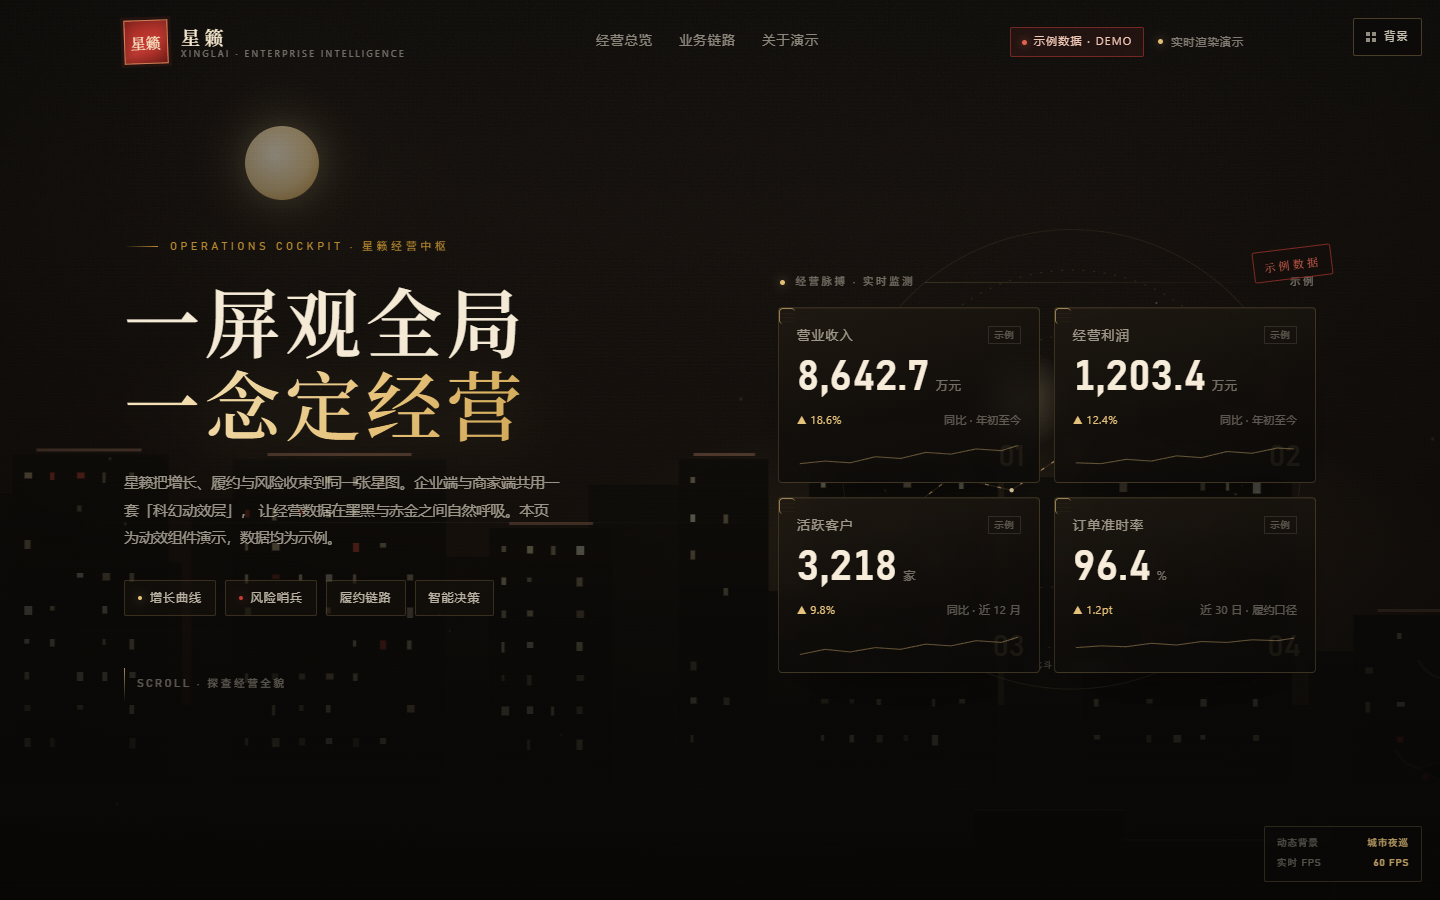 星籁
星籁
XINGLAI · ENTERPRISE INTELLIGENCE
经营总览
业务链路
关于演示
示例数据 · DEMO
实时渲染演示
背景
OPERATIONS COCKPIT · 星籁经营中枢
一屏观全局
一念定经营
星籁把增长、履约与风险收束到同一张星图。企业端与商家端共用一
套「科幻动效层」，让经营数据在墨黑与赤金之间自然呼吸。本页
为动效组件演示，数据均为示例。
增长曲线
风险哨兵
履约链路
智能决策
SCROLL · 探查经营全貌
经营脉搏 · 实时监测
示例数据
示例
营业收入
示例
8,642.7 万元
▲ 18.6%
同比 · 年初至今
01
经营利润
示例
1,203.4 万元
▲ 12.4%
同比 · 年初至今
02
活跃客户
示例
3,218 家
▲ 9.8%
同比 · 近 12 月
03
订单准时率
示例
96.4 %
▲ 1.2pt
近 30 日 · 履约口径
04
斗
动态背景
城市夜巡
实时 FPS
60 FPS